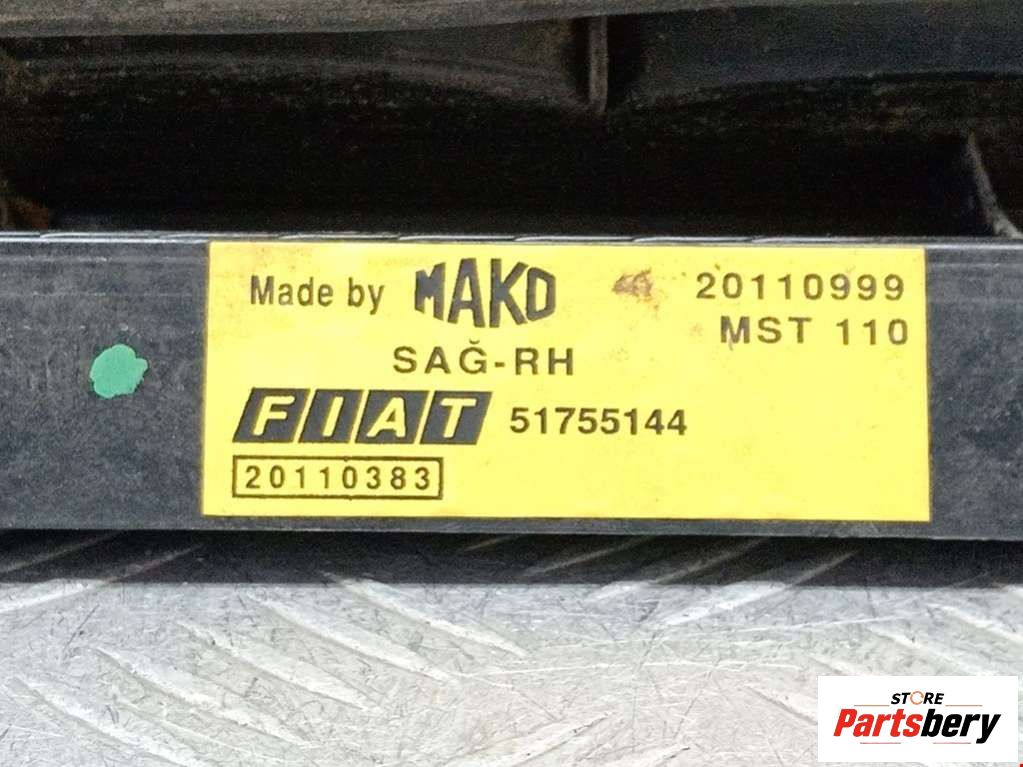 Made by MAKO 20110999
MST 110
SAĞ-RH
FIAT 51755144
20110383
STORE
Partsbery